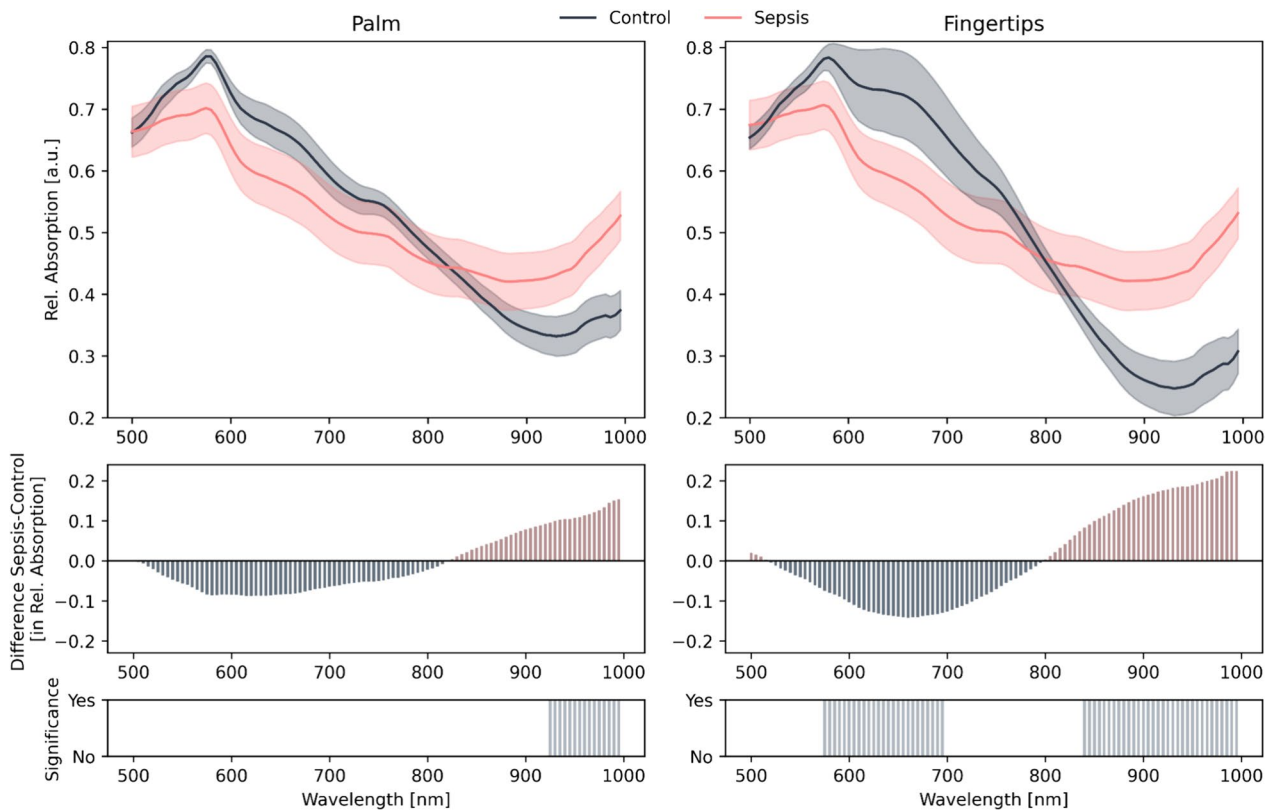 Palm
Control
Sepsis
Fingertips
Rel. Absorption [a.u.]
0.8
0.7
0.6
0.5
0.4
0.3
0.2
500 600 700 800 900 1000
0.8
0.7
0.6
0.5
0.4
0.3
0.2
500 600 700 800 900 1000
Difference Sepsis-Control
[in Rel. Absorption]
0.2
0.1
0.0
−0.1
−0.2
500 600 700 800 900 1000
0.2
0.1
0.0
−0.1
−0.2
500 600 700 800 900 1000
Significance
Yes
No
500 600 700 800 900 1000
Wavelength [nm]
Yes
No
500 600 700 800 900 1000
Wavelength [nm]